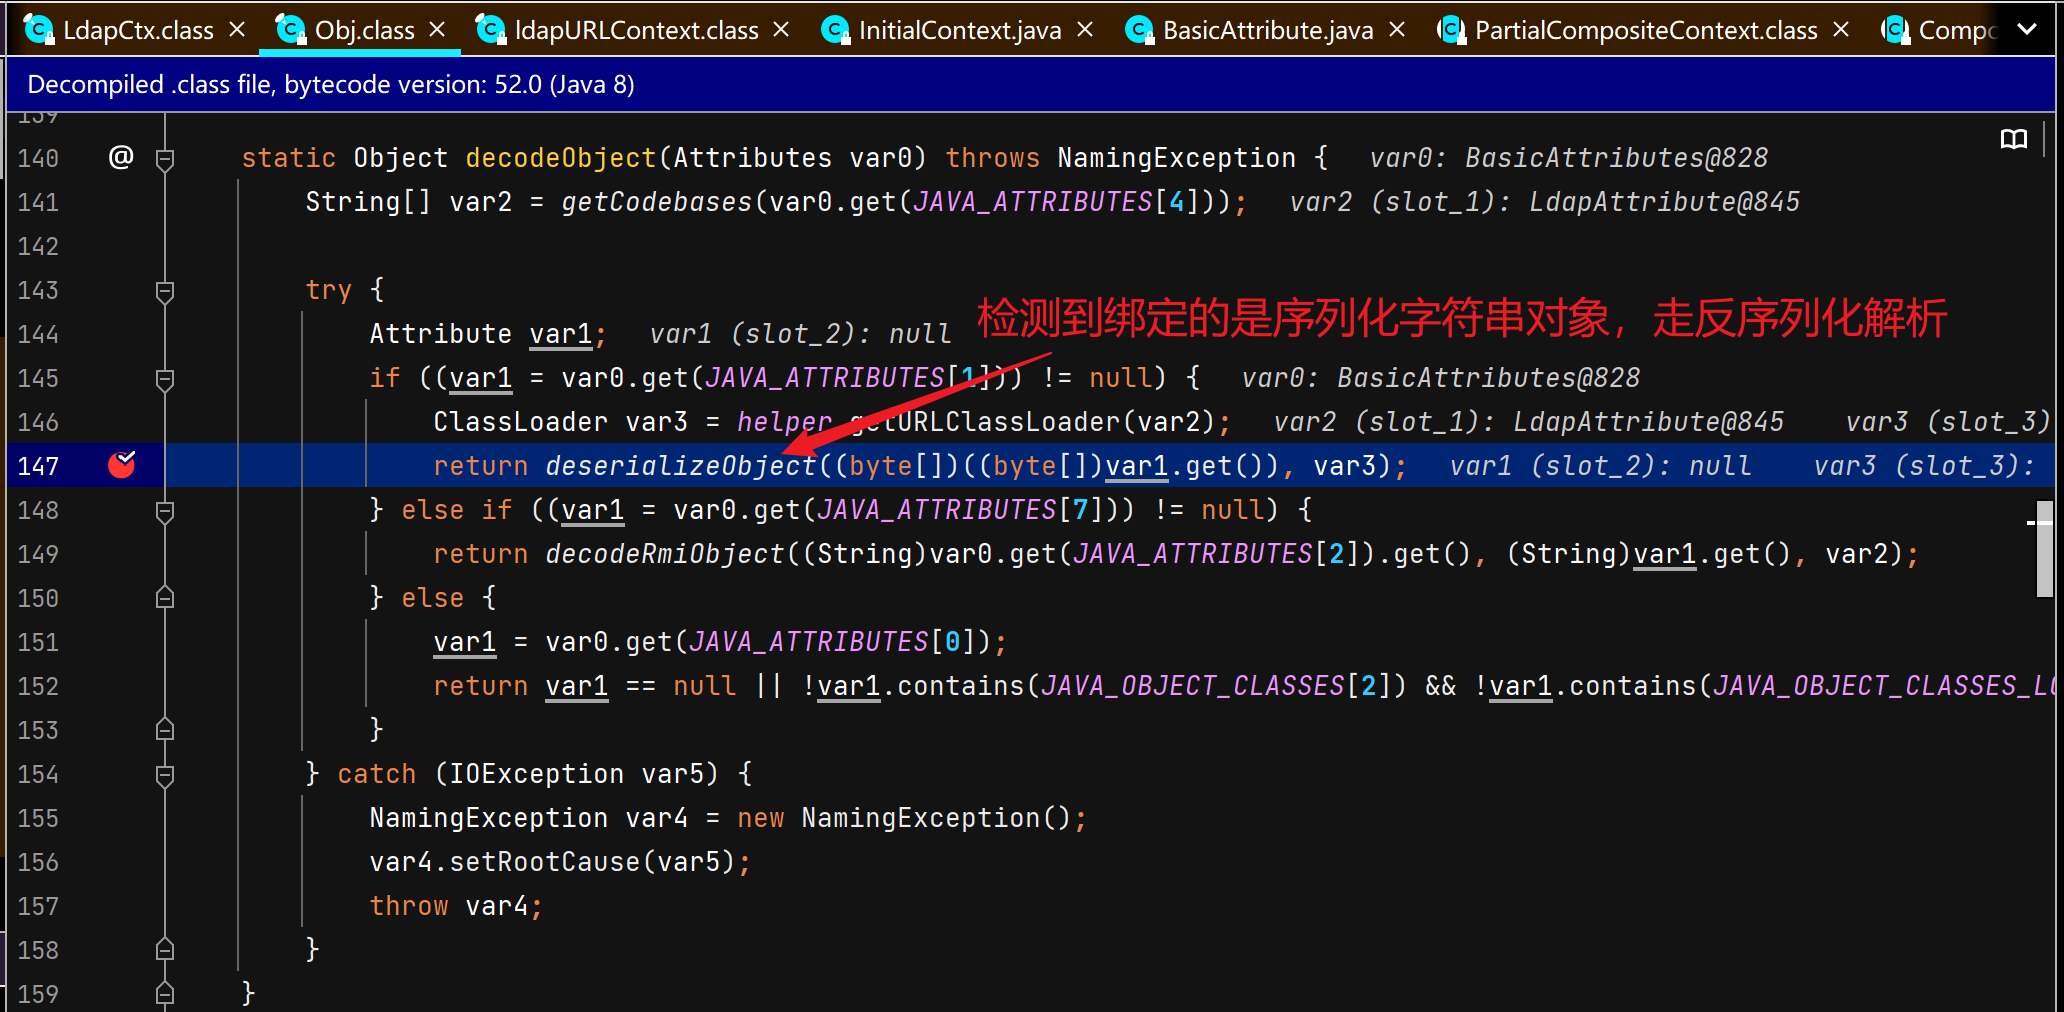 LdapCtx.class Obj.class ldapURLContext.class InitialContext.java BasicAttribute.java PartialCompositeContext.class
Decompiled .class file, bytecode version: 52.0 (Java 8)
139
140 @ static Object decodeObject(Attributes var0) throws NamingException { var0: BasicAttributes@828
141 String[] var2 = getCodebases(var0.get(JAVA_ATTRIBUTES[4])); var2 (slot_1): LdapAttribute@845
142
143 try {
检测到绑定的是序列化字符串对象，走反序列化解析
144 Attribute var1; var1 (slot_2): null
145 if ((var1 = var0.get(JAVA_ATTRIBUTES[1])) != null) { var0: BasicAttributes@828
146 ClassLoader var3 = helper.getURLClassLoader(var2); var2 (slot_1): LdapAttribute@845 var3 (slot_3)
147 return deserializeObject((byte[])((byte[])var1.get()), var3); var1 (slot_2): null var3 (slot_3):
148 } else if ((var1 = var0.get(JAVA_ATTRIBUTES[7])) != null) {
149 return decodeRmiObject((String)var0.get(JAVA_ATTRIBUTES[2]).get(), (String)var1.get(), var2);
150 } else {
151 var1 = var0.get(JAVA_ATTRIBUTES[0]);
152 return var1 == null || !var1.contains(JAVA_OBJECT_CLASSES[2]) && !var1.contains(
153 }
154 } catch (IOException var5) {
155 NamingException var4 = new NamingException();
156 var4.setRootCause(var5);
157 throw var4;
158 }
159 }